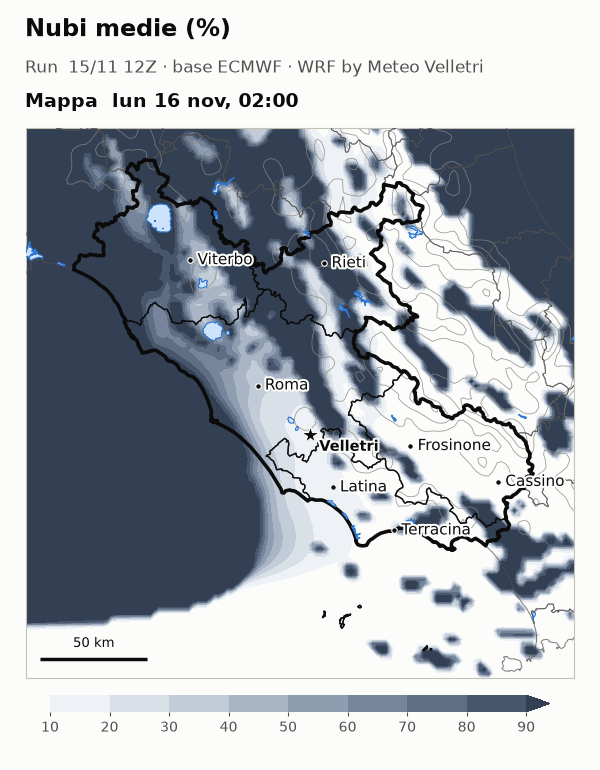 Nubi medie (%)
Run 15/11 12Z · base ECMWF · WRF by Meteo Velletri
Mappa lun 16 nov, 02:00
Viterbo
Rieti
Roma
Velletri
Frosinone
Latina
Cassino
Terracina
50 km
10 20 30 40 50 60 70 80 90